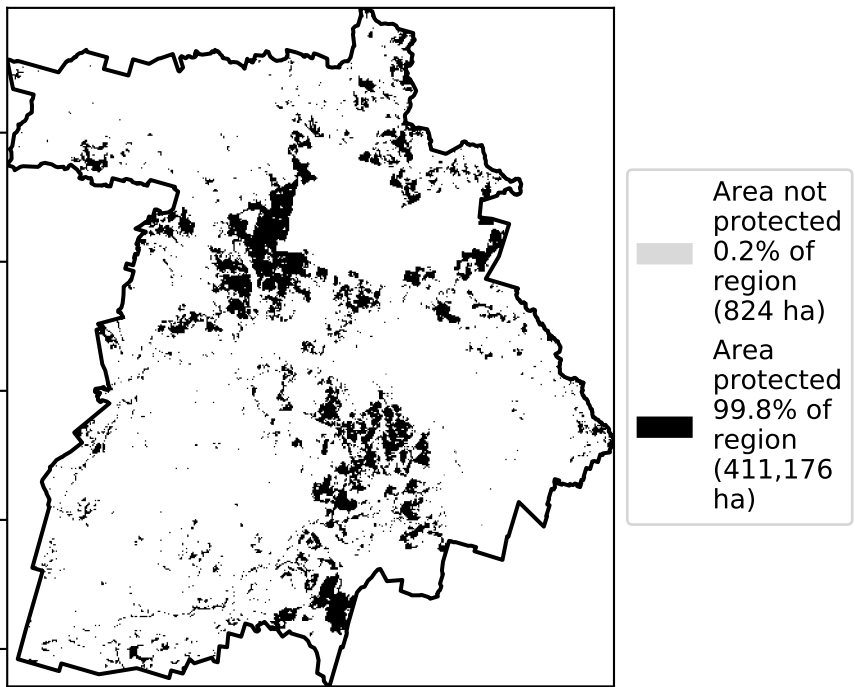 Area not
protected
0.2% of
region
(824 ha)
Area
protected
99.8% of
region
(411,176
ha)